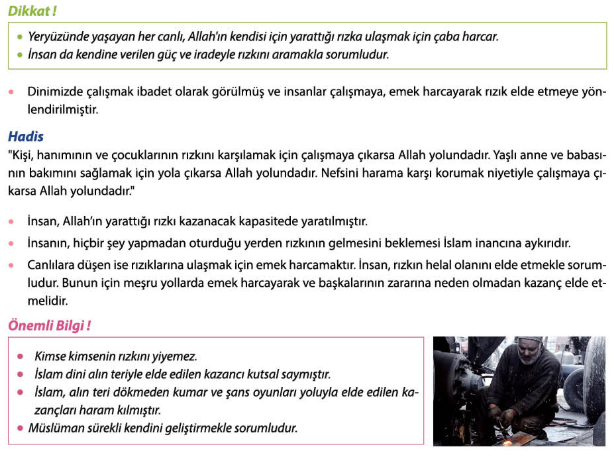 Dikkat !
• Yeryüzünde yaşayan her canlı, Allah'ın kendisi için yarattığı rızka ulaşmak için çaba harcar.
• İnsan da kendine verilen güç ve iradeyle rızkını aramakla sorumludur.
• Dinimizde çalışmak ibadet olarak görülmüş ve insanlar çalışmaya, emek harcayarak rızık elde etmeye yön-
lendirilmiştir.
Hadis
"Kişi, hanımının ve çocuklarının rızkını karşılamak için çalışmaya çıkarsa Allah yolundadır. Yaşlı anne ve babası-
nın bakımını sağlamak için yola çıkarsa Allah yolundadır. Nefsini harama karşı korumak niyetiyle çalışmaya çı-
karsa Allah yolundadır."
• İnsan, Allah'ın yarattığı rızkı kazanacak kapasitede yaratılmıştır.
• İnsanın, hiçbir şey yapmadan oturduğu yerden rızkının gelmesini beklemesi İslam inancına aykırıdır.
• Canlılara düşen ise rızıklarına ulaşmak için emek harcamaktır. İnsan, rızkın helal olanını elde etmekle sorum-
ludur. Bunun için meşru yollarda emek harcayarak ve başkalarının zararına neden olmadan kazanç elde et-
melidir.
Önemli Bilgi !
• Kimse kimsenin rızkını yiyemez.
• İslam dini alın teriyle elde edilen kazancı kutsal saymıştır.
• İslam, alın teri dökmeden kumar ve şans oyunları yoluyla elde edilen ka-
zançları haram kılmıştır.
• Müslüman sürekli kendini geliştirmekle sorumludur.